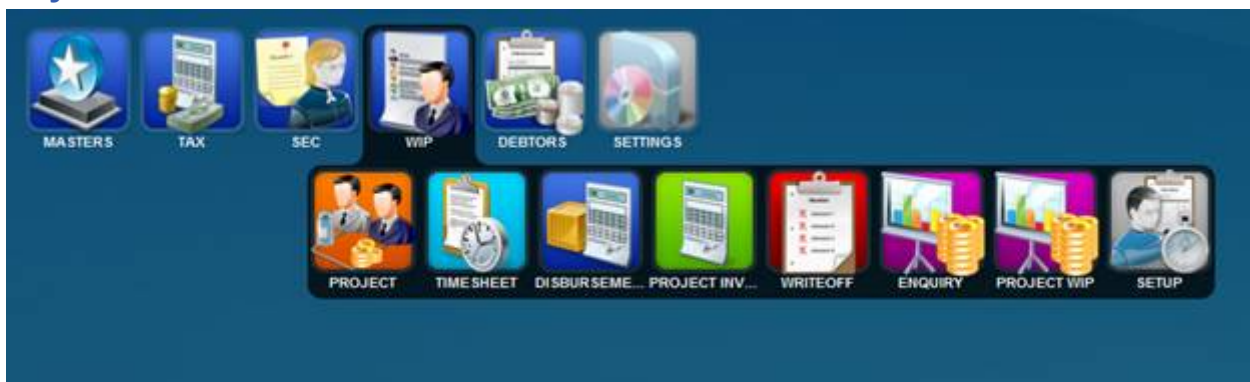 MASTERS TAX SEC WIP DEBTORS SETTINGS
PROJECT TIMESHEET DISBURSEME... PROJECT INV... WRITEOFF ENQUIRY PROJECT WIP SETUP